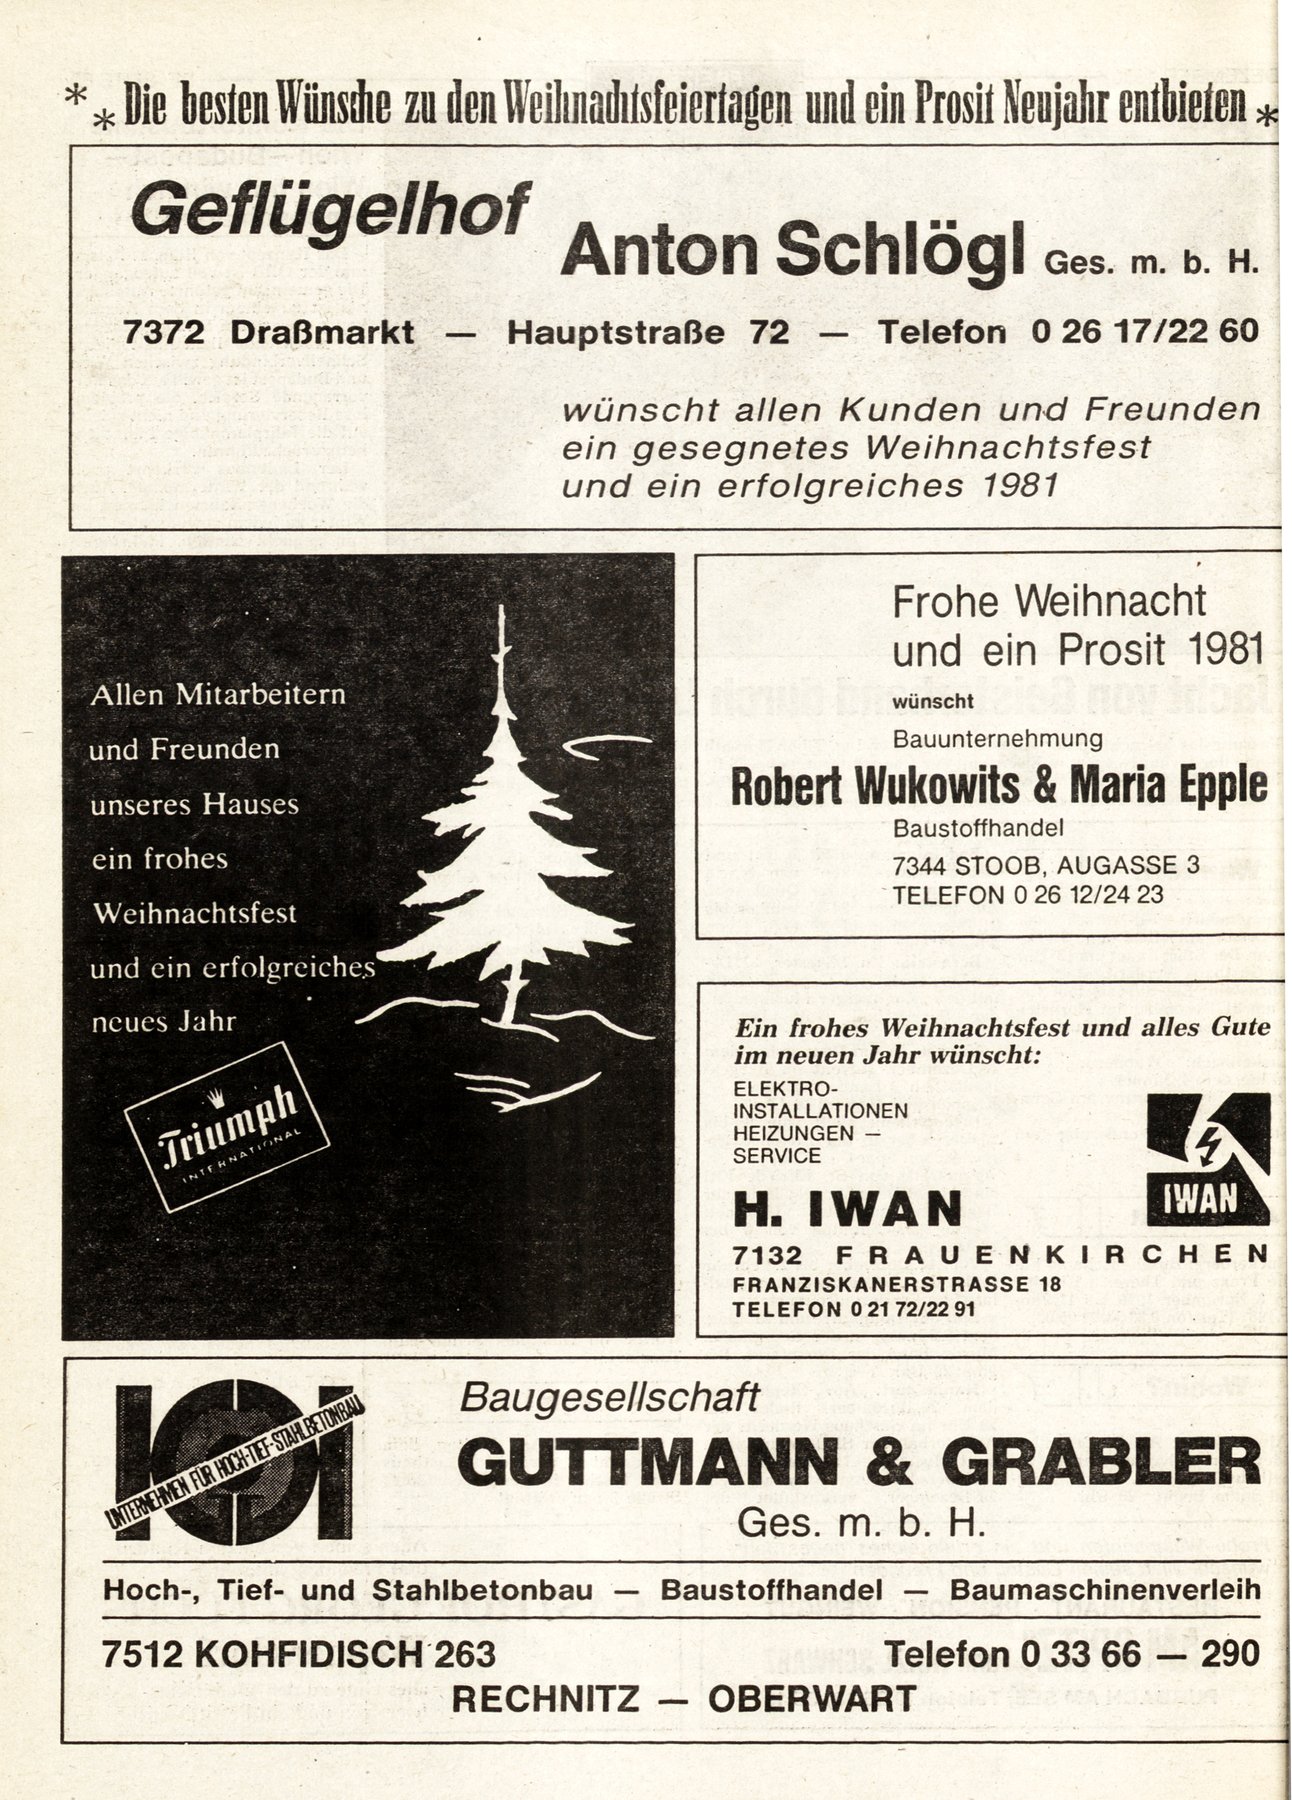 * * Die besten Wünsche zu den Weihnachtsfeiertagen und ein Prosit Neujahr entbieten *
Geflügelhof
Anton Schlögl Ges. m. b. H.
7372 Draßmarkt — Hauptstraße 72 — Telefon 0 26 17/22 60
wünscht allen Kunden und Freunden
ein gesegnetes Weihnachtsfest
und ein erfolgreiches 1981
Allen Mitarbeitern
und Freunden
unseres Hauses
ein frohes
Weihnachtsfest
und ein erfolgreiches
neues Jahr
Triumph
INTERNATIONAL
Frohe Weihnacht
und ein Prosit 1981
wünscht
Bauunternehmung
Robert Wukowits & Maria Epple
Baustoffhandel
7344 STOOB, AUGASSE 3
TELEFON 0 26 12/24 23
Ein frohes Weihnachtsfest und alles Gute
im neuen Jahr wünscht:
ELEKTRO-
INSTALLATIONEN
HEIZUNGEN —
SERVICE
IWAN
H. IWAN
7132 FRAUENKIRCHEN
FRANZISKANERSTRASSE 18
TELEFON 0 21 72/22 91
UNTERNEHMEN FÜR HOCH-TIEF-STAHLBETONBAU
Baugesellschaft
GUTTMANN & GRABLER
Ges. m. b. H.
Hoch-, Tief- und Stahlbetonbau — Baustoffhandel — Baumaschinenverleih
7512 KOHFIDISCH 263 Telefon 0 33 66 — 290
RECHNITZ — OBERWART